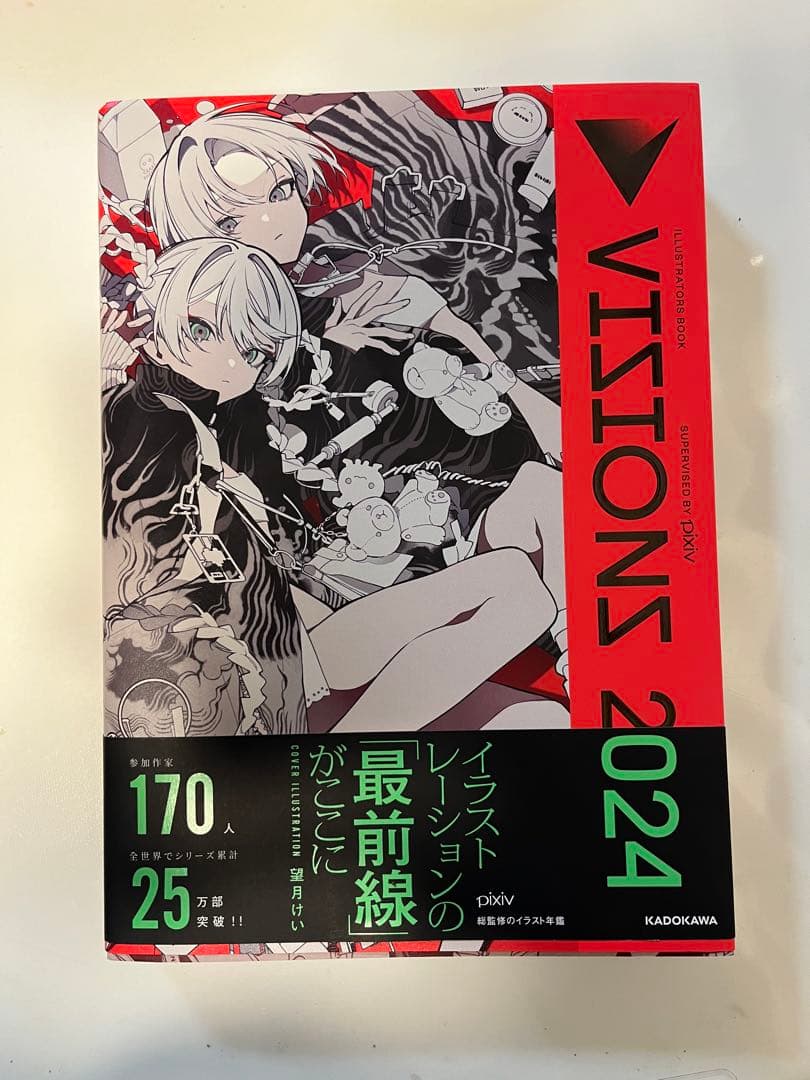 ILLUSTRATORS BOOK
VISIONS 2024
SUPERVISED BY pixiv
参加作家
170人
全世界でシリーズ累計
25万部
突破!!
イラスト
レーションの
「最前線」
がここに
COVER ILLUSTRATION 望月けい
pixiv
総監修のイラスト年鑑
KADOKAWA